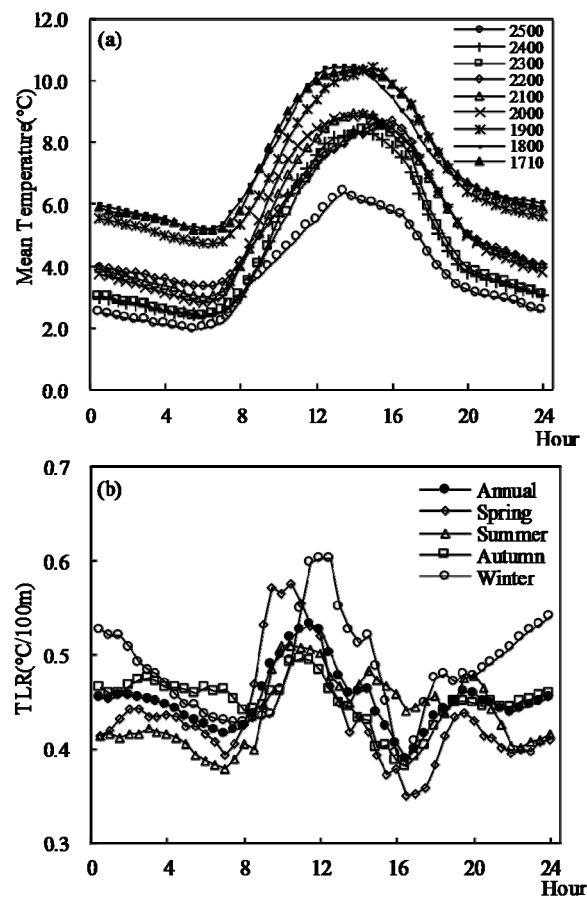 (a)
12.0
10.0
8.0
6.0
4.0
2.0
0.0
Mean Temperature(°C)
2500
2400
2300
2200
2100
2000
1900
1800
1710
0 4 8 12 16 20 24
Hour
(b)
0.7
0.6
0.5
0.4
0.3
TLR(°C/100m)
Annual
Spring
Summer
Autumn
Winter
0 4 8 12 16 20 24
Hour